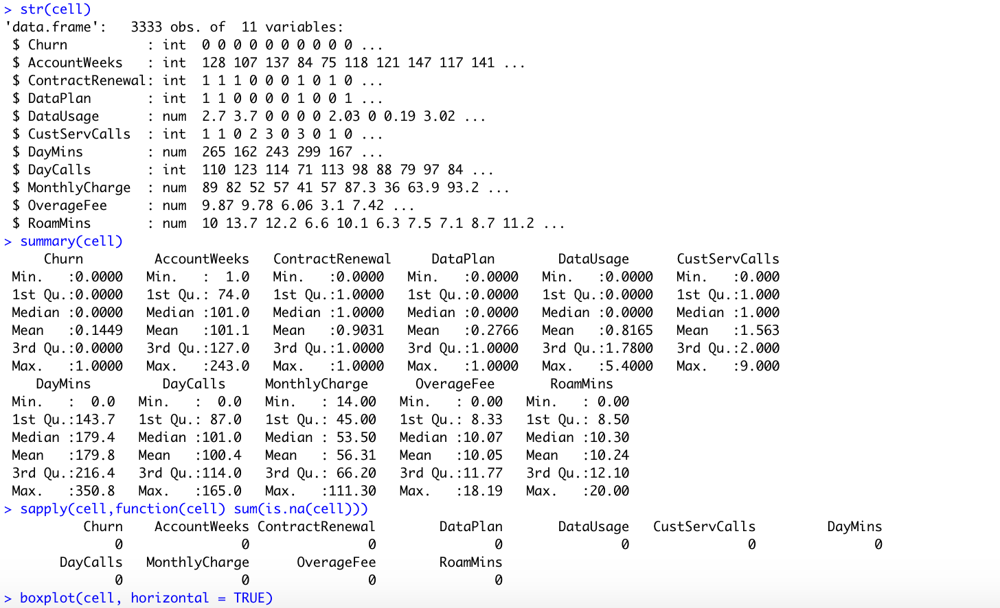 > str(cell)
'data.frame':   3333 obs. of  11 variables:
 $ Churn          : int  0 0 0 0 0 0 0 0 0 0 ...
 $ AccountWeeks   : int  128 107 137 84 75 118 121 147 117 141 ...
 $ ContractRenewal: int  1 1 1 0 0 0 1 0 1 0 ...
 $ DataPlan       : int  1 1 0 0 0 0 1 0 0 1 ...
 $ DataUsage      : num  2.7 3.7 0 0 0 0 2.03 0 0.19 3.02 ...
 $ CustServCalls  : int  1 1 0 2 3 0 3 0 1 0 ...
 $ DayMins        : num  265 162 243 299 167 ...
 $ DayCalls       : int  110 123 114 71 113 98 88 79 97 84 ...
 $ MonthlyCharge  : num  89 82 52 57 41 57 87.3 36 63.9 93.2 ...
 $ OverageFee     : num  9.87 9.78 6.06 3.1 7.42 ...
 $ RoamMins       : num  10 13.7 12.2 6.6 10.1 6.3 7.5 7.1 8.7 11.2 ...
> summary(cell)
     Churn         AccountWeeks   ContractRenewal     DataPlan        DataUsage      CustServCalls
 Min.   :0.0000   Min.   :  1.0   Min.   :0.0000   Min.   :0.0000   Min.   :0.0000   Min.   :0.000
 1st Qu.:0.0000   1st Qu.: 74.0   1st Qu.:1.0000   1st Qu.:0.0000   1st Qu.:0.0000   1st Qu.:1.000
 Median :0.0000   Median :101.0   Median :1.0000   Median :0.0000   Median :0.0000   Median :1.000
 Mean   :0.1449   Mean   :101.1   Mean   :0.9031   Mean   :0.2766   Mean   :0.8165   Mean   :1.563
 3rd Qu.:0.0000   3rd Qu.:127.0   3rd Qu.:1.0000   3rd Qu.:1.0000   3rd Qu.:1.7800   3rd Qu.:2.000
 Max.   :1.0000   Max.   :243.0   Max.   :1.0000   Max.   :1.0000   Max.   :5.4000   Max.   :9.000
    DayMins         DayCalls     MonthlyCharge      OverageFee       RoamMins
 Min.   :  0.0   Min.   :  0.0   Min.   : 14.00   Min.   : 0.00   Min.   : 0.00
 1st Qu.:143.7   1st Qu.: 87.0   1st Qu.: 45.00   1st Qu.: 8.33   1st Qu.: 8.50
 Median :179.4   Median :101.0   Median : 53.50   Median :10.07   Median :10.30
 Mean   :179.8   Mean   :100.4   Mean   : 56.31   Mean   :10.05   Mean   :10.24
 3rd Qu.:216.4   3rd Qu.:114.0   3rd Qu.: 66.20   3rd Qu.:11.77   3rd Qu.:12.10
 Max.   :350.8   Max.   :165.0   Max.   :111.30   Max.   :18.19   Max.   :20.00
> sapply(cell,function(cell) sum(is.na(cell)))
          Churn    AccountWeeks ContractRenewal        DataPlan       DataUsage   CustServCalls         DayMins
              0               0               0               0               0               0               0
       DayCalls   MonthlyCharge      OverageFee        RoamMins
              0               0               0               0
> boxplot(cell, horizontal = TRUE)